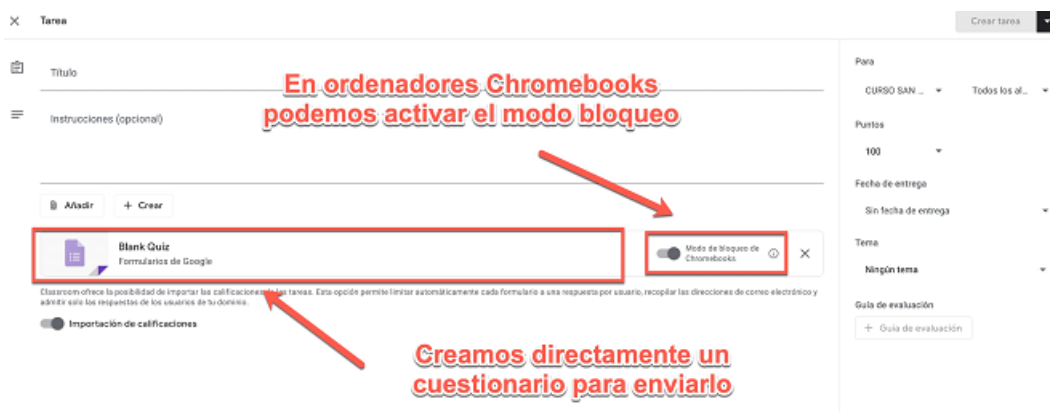 Tarea
Crear tarea
Título
En ordenadores Chromebooks
podemos activar el modo bloqueo
Instrucciones (opcional)
Añadir
+ Crear
Blank Quiz
Formularios de Google
Modo de bloqueo de
Chromebooks
Classroom ofrece la posibilidad de importar las calificaciones de las tareas. Esta opción permite limitar automáticamente cada formulario a una respuesta por usuario, recopilar las direcciones de correo electrónico y
admitir solo las respuestas de los usuarios de tu dominio.
Importación de calificaciones
Creamos directamente un
cuestionario para enviarlo
Para
CURSO SAN ...
Todos los al...
Puntos
100
Fecha de entrega
Sin fecha de entrega
Tema
Ningún tema
Guía de evaluación
+ Guía de evaluación